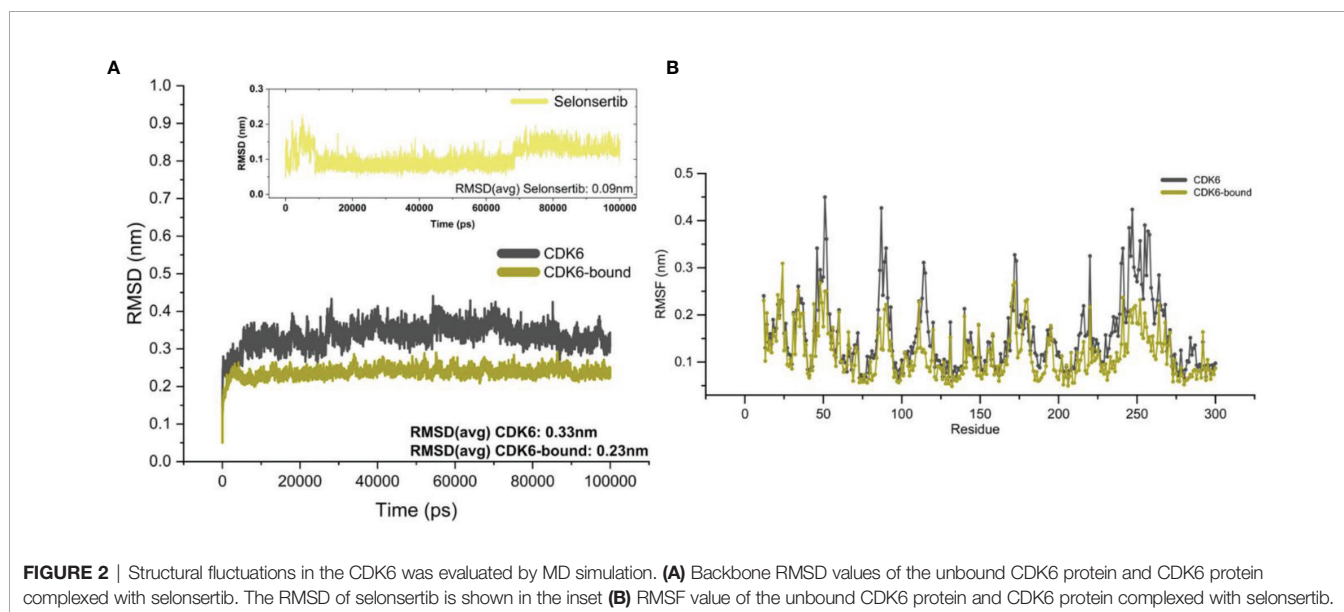 A
B
1.0
0.9
0.8
0.7
0.6
0.5
0.4
0.3
0.2
0.1
0.0
RMSD (nm)
0.3
0.2
0.1
0.0
RMSD (nm)
Selonsertib
RMSD(avg) Selonsertib: 0.09nm
0 20000 40000 60000 80000 100000
Time (ps)
CDK6
CDK6-bound
RMSD(avg) CDK6: 0.33nm
RMSD(avg) CDK6-bound: 0.23nm
0 20000 40000 60000 80000 100000
Time (ps)
0.5
0.4
0.3
0.2
0.1
RMSF (nm)
CDK6
CDK6-bound
0 50 100 150 200 250 300
Residue
FIGURE 2 | Structural fluctuations in the CDK6 was evaluated by MD simulation. (A) Backbone RMSD values of the unbound CDK6 protein and CDK6 protein
complexed with selonsertib. The RMSD of selonsertib is shown in the inset (B) RMSF value of the unbound CDK6 protein and CDK6 protein complexed with selonsertib.